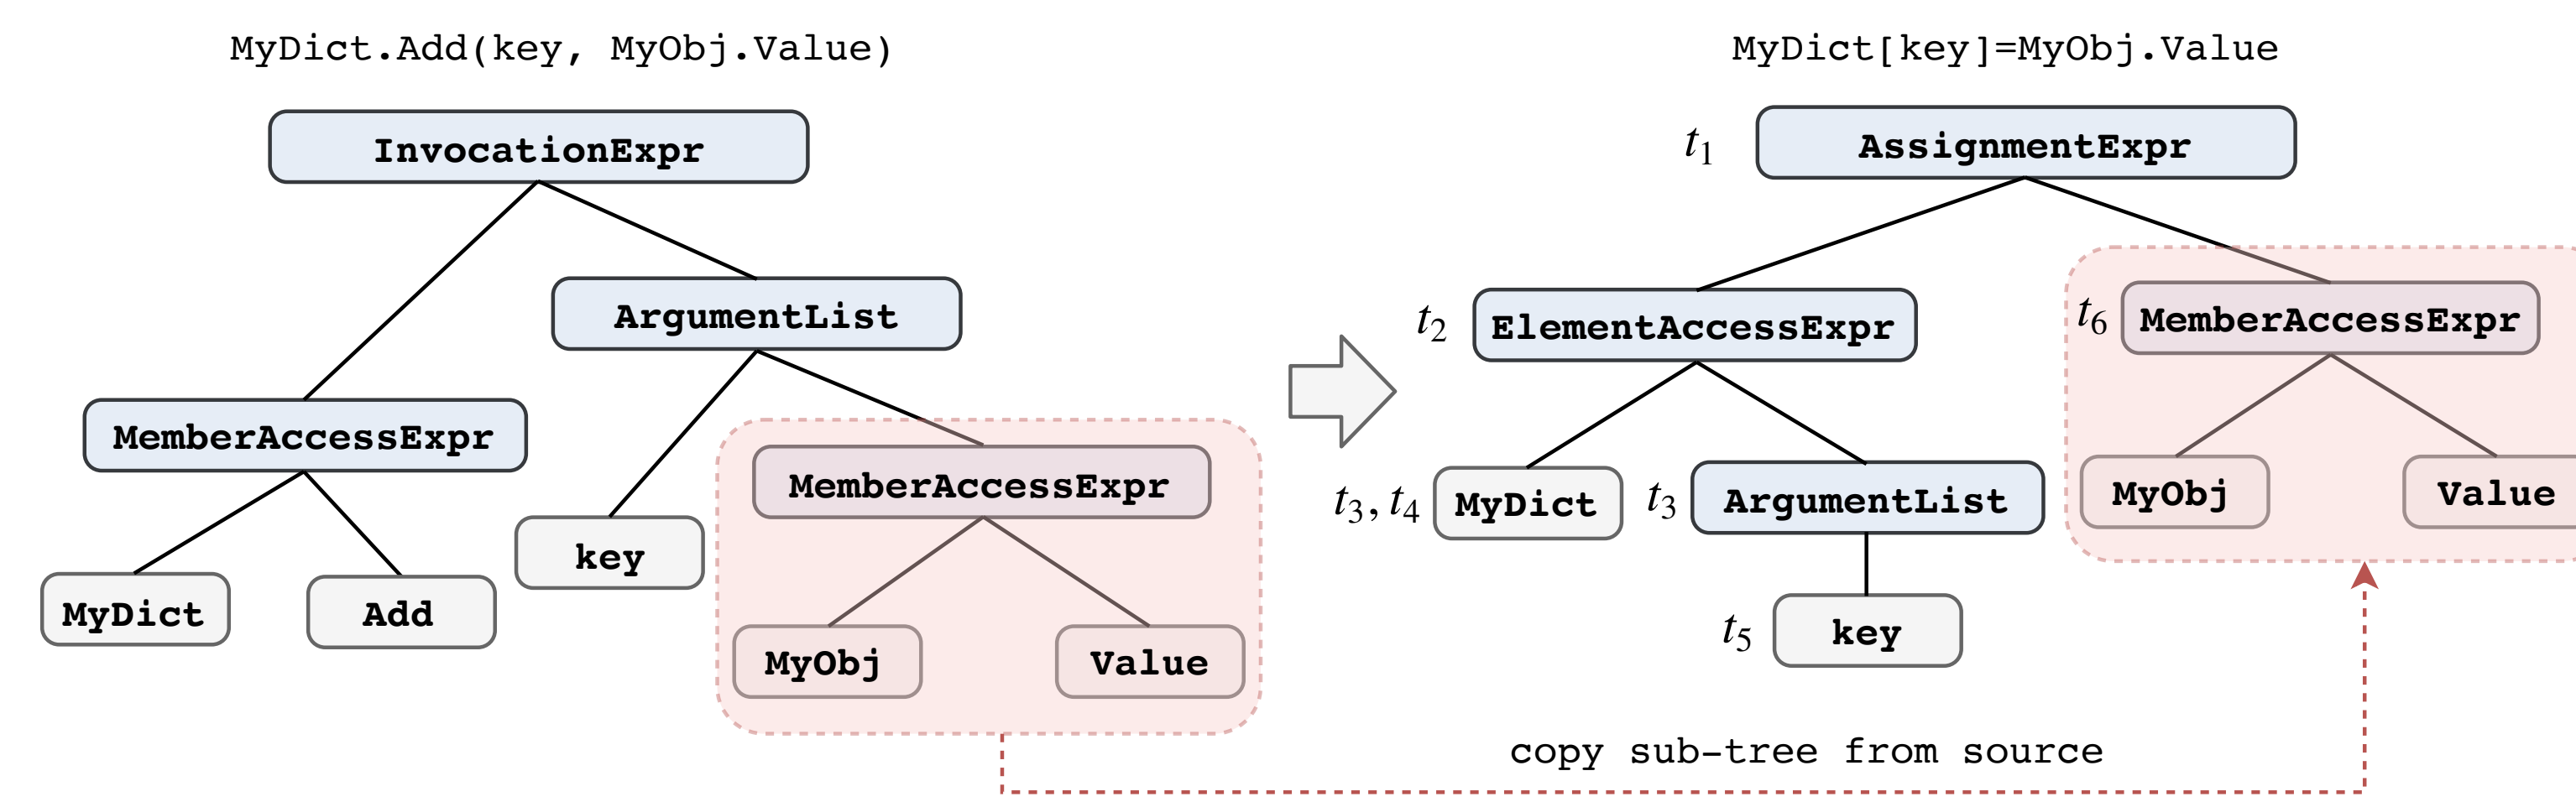 MyDict.Add(key, MyObj.Value)
InvocationExpr
ArgumentList
MemberAccessExpr
MemberAccessExpr
key
MyDict
Add
MyObj
Value
MyDict[key]=MyObj.Value
t1
AssignmentExpr
t2
ElementAccessExpr
t6
MemberAccessExpr
t3, t4
MyDict
t3
ArgumentList
MyObj
Value
t5
key
copy sub-tree from source